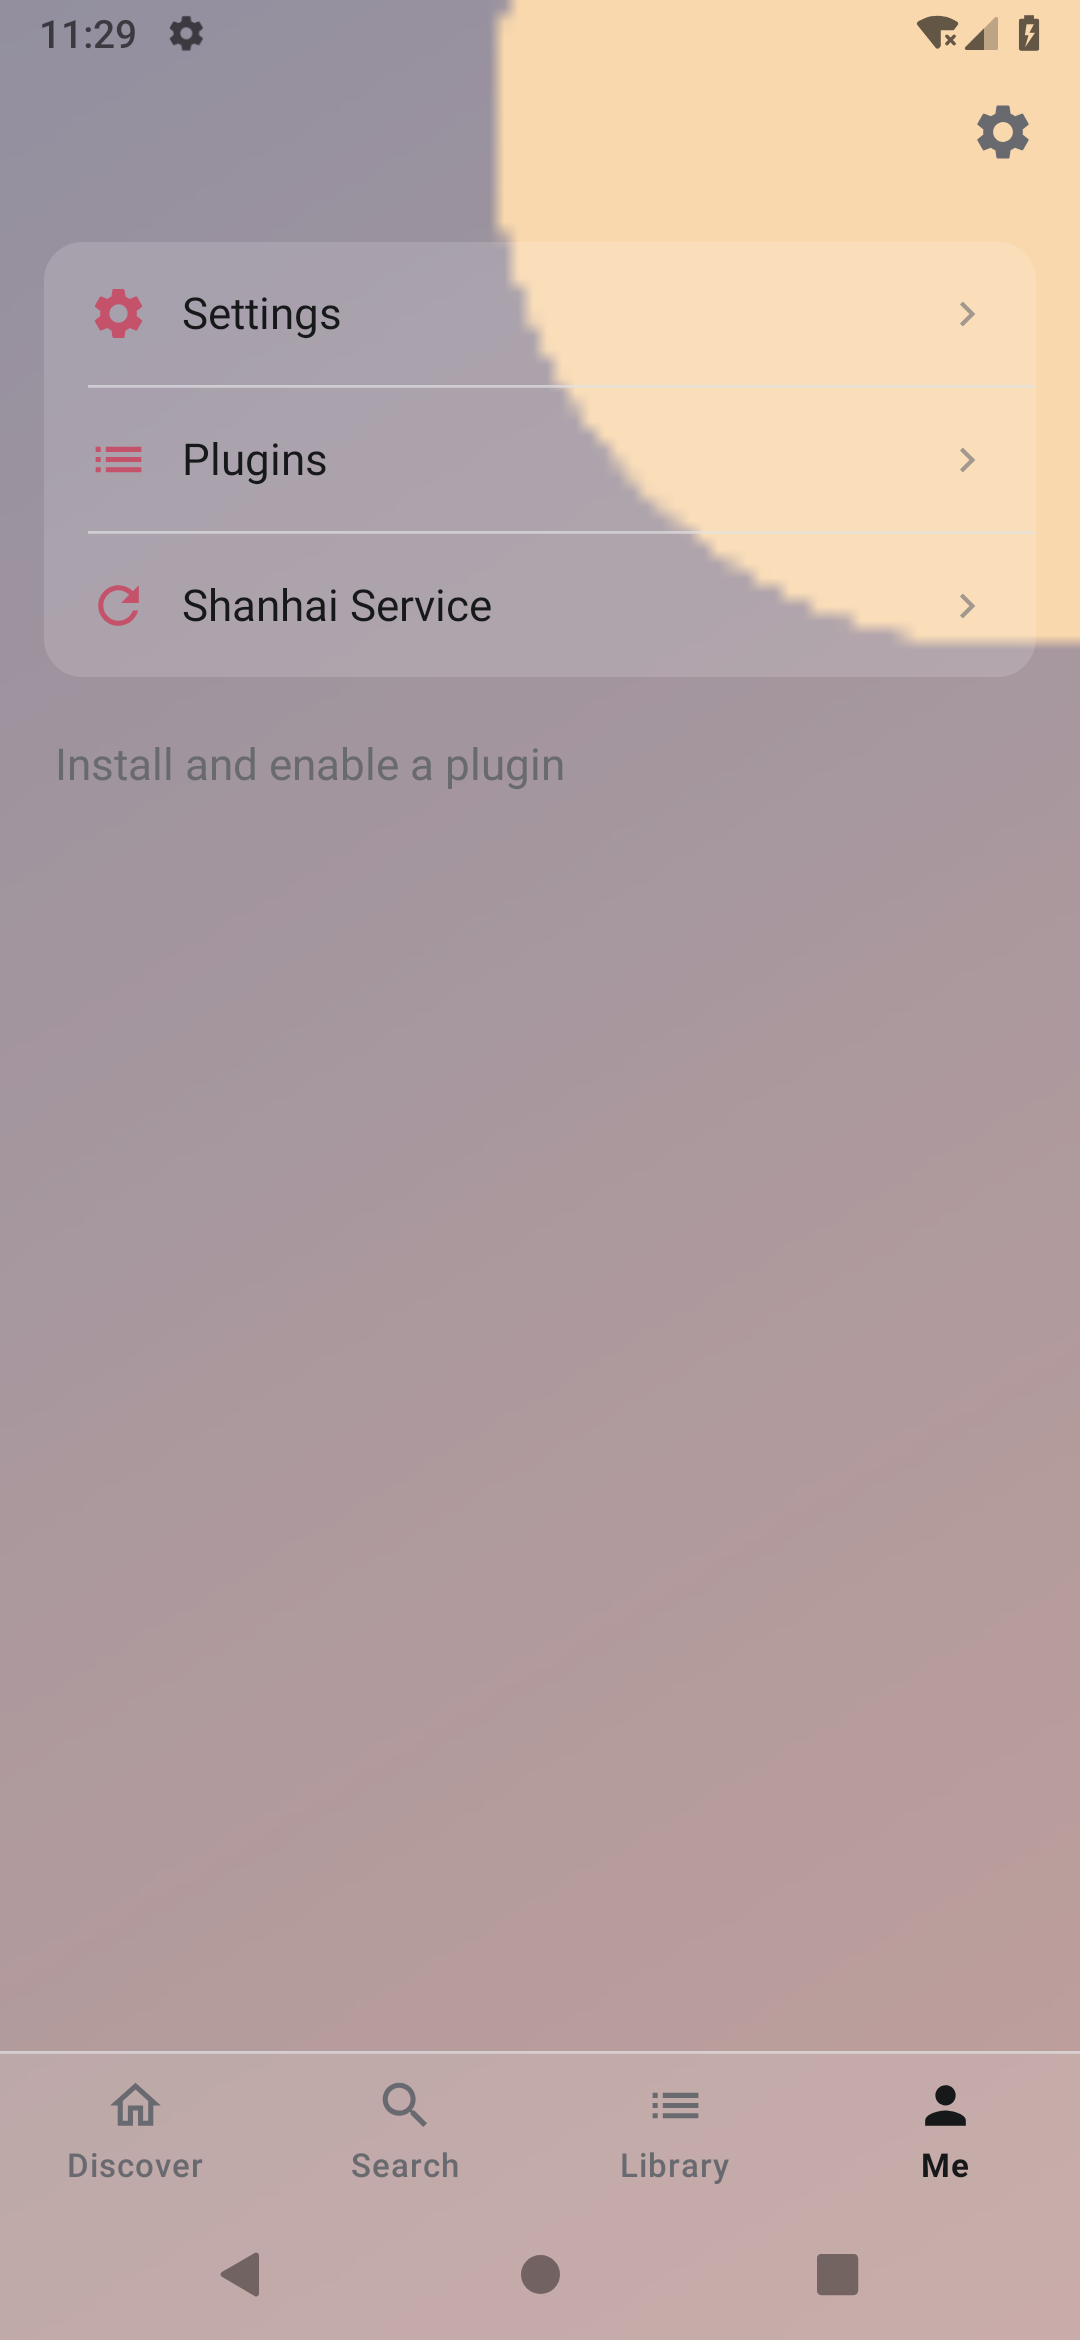 11:29
Settings
Plugins
Shanhai Service
Install and enable a plugin
Discover
Search
Library
Me